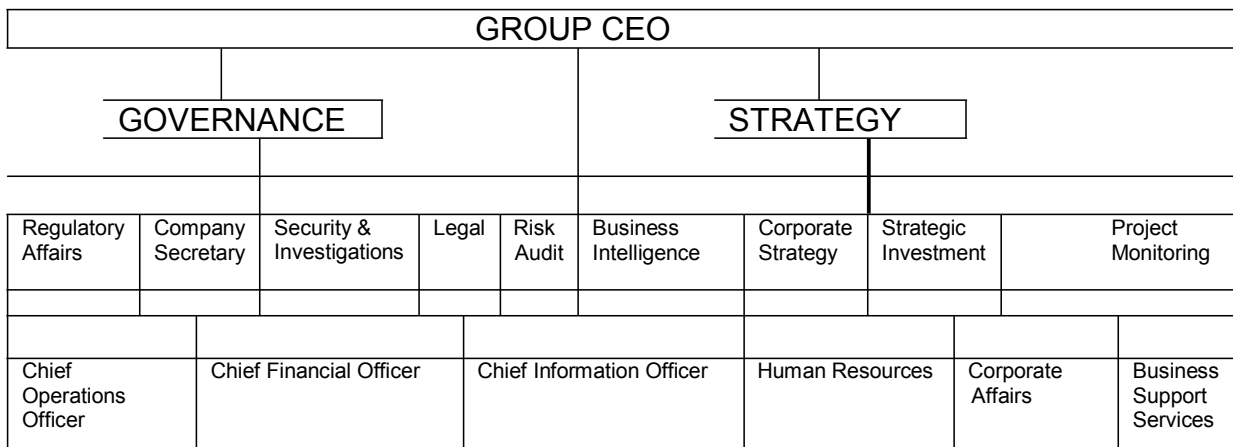 GROUP CEO
GOVERNANCE
STRATEGY
Regulatory
Affairs
Company
Secretary
Security &
Investigations
Legal
Risk
Audit
Business
Intelligence
Corporate
Strategy
Strategic
Investment
Project
Monitoring
Chief
Operations
Officer
Chief Financial Officer
Chief Information Officer
Human Resources
Corporate
Affairs
Business
Support
Services